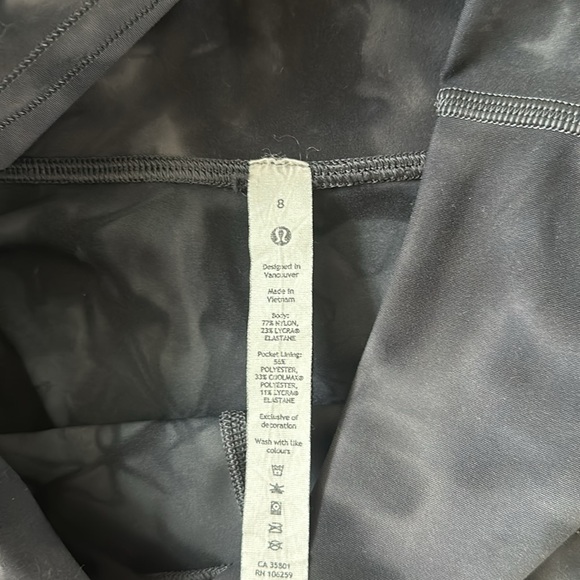 8
Designed in
Vancouver
Made in
Vietnam
Body:
77% NYLON,
23% LYCRA®
ELASTANE
Pocket Lining:
56%
POLYESTER,
33% COOLMAX®
POLYESTER,
11% LYCRA®
ELASTANE
Exclusive of
decoration
Wash with like
colours
CA 35801
RN 106259